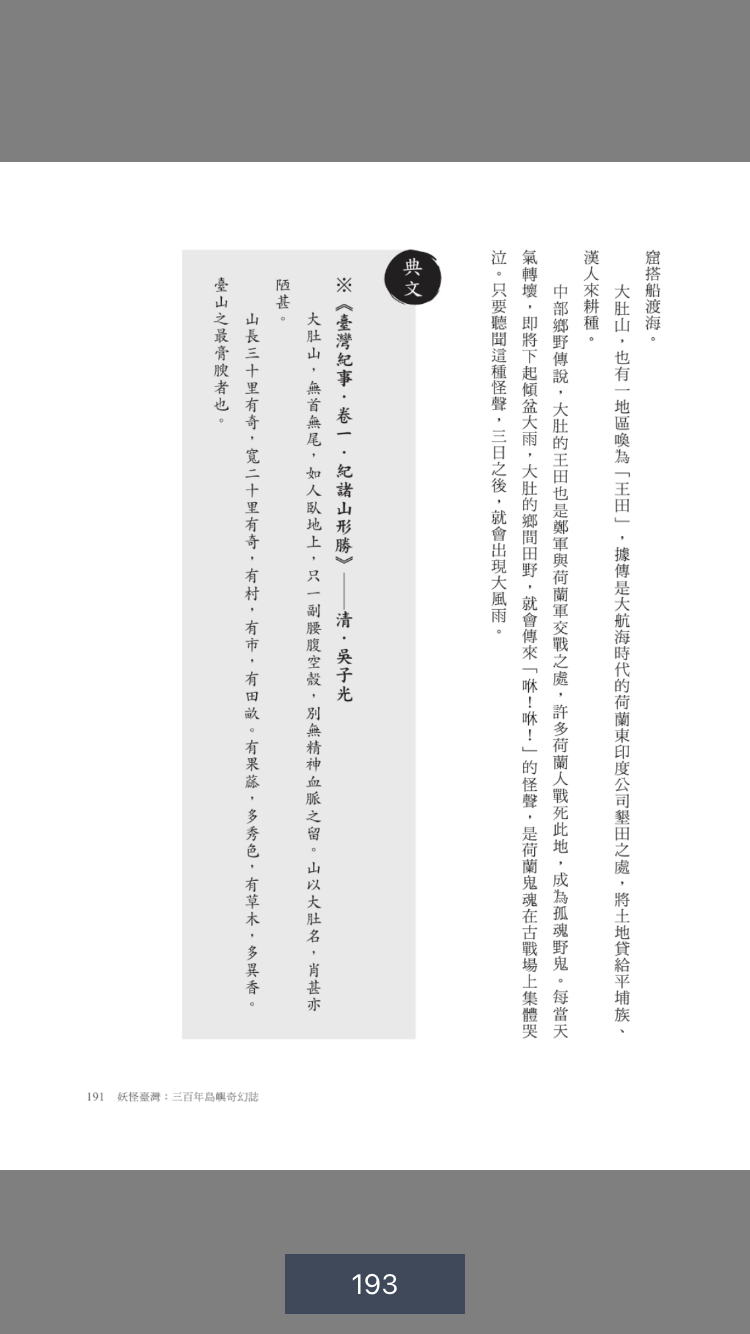 窟搭船渡海。
大肚山，也有一地區喚為「王田」，據傳是大航海時代的荷蘭東印度公司墾田之處，將土地貸給平埔族、
漢人來耕種。
中部鄉野傳說，大肚的王田也是鄭軍與荷蘭軍交戰之處，許多荷蘭人戰死此地，成為孤魂野鬼。每當天
氣轉壞，即將下起傾盆大雨，大肚的鄉間田野，就會傳來「咻！咻！」的怪聲，是荷蘭鬼魂在古戰場上集體哭
泣。只要聽聞這種怪聲，三日之後，就會出現大風雨。
典文
※《臺灣紀事．卷一．紀諸山形勝》——清．吳子光
大肚山，無首無尾，如人臥地上，只一副腰腹空殼，別無精神血脈之留。山以大肚名，肖甚亦
陋甚。
山長三十里有奇，寬二十里有奇，有村，有市，有田畝。有果蓏，多秀色，有草木，多異香。
臺山之最膏腴者也。
191 妖怪臺灣：三百年島嶼奇幻誌
193